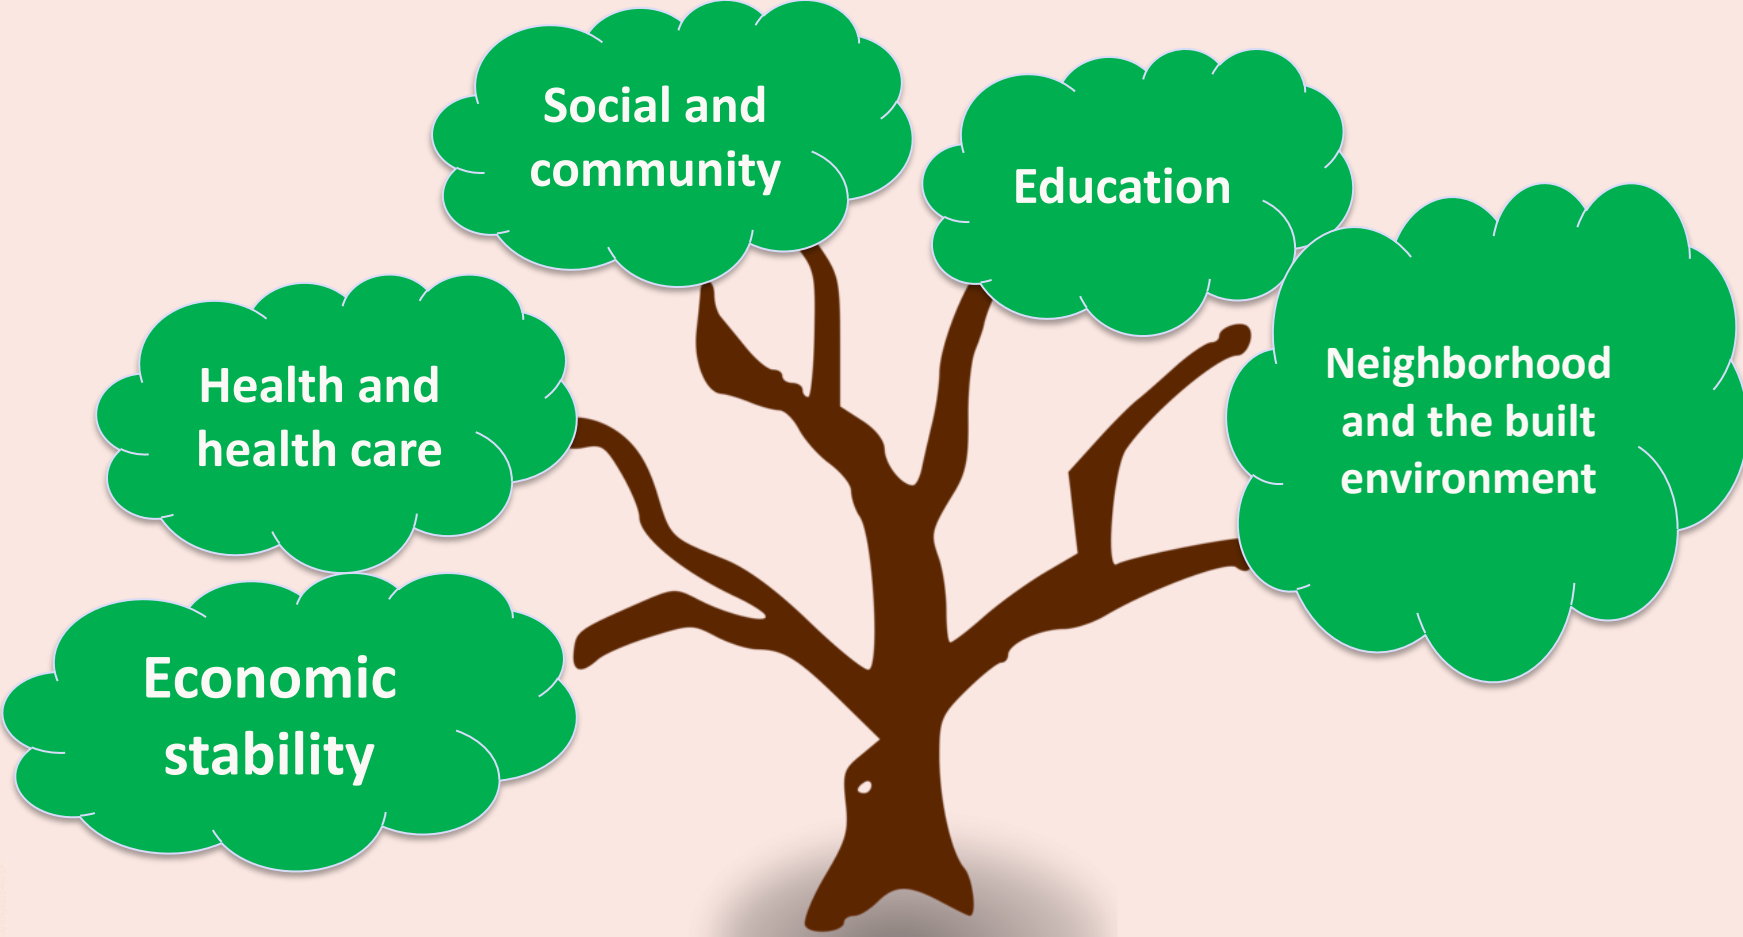 Social and
community
Education
Neighborhood
and the built
environment
Health and
health care
Economic
stability